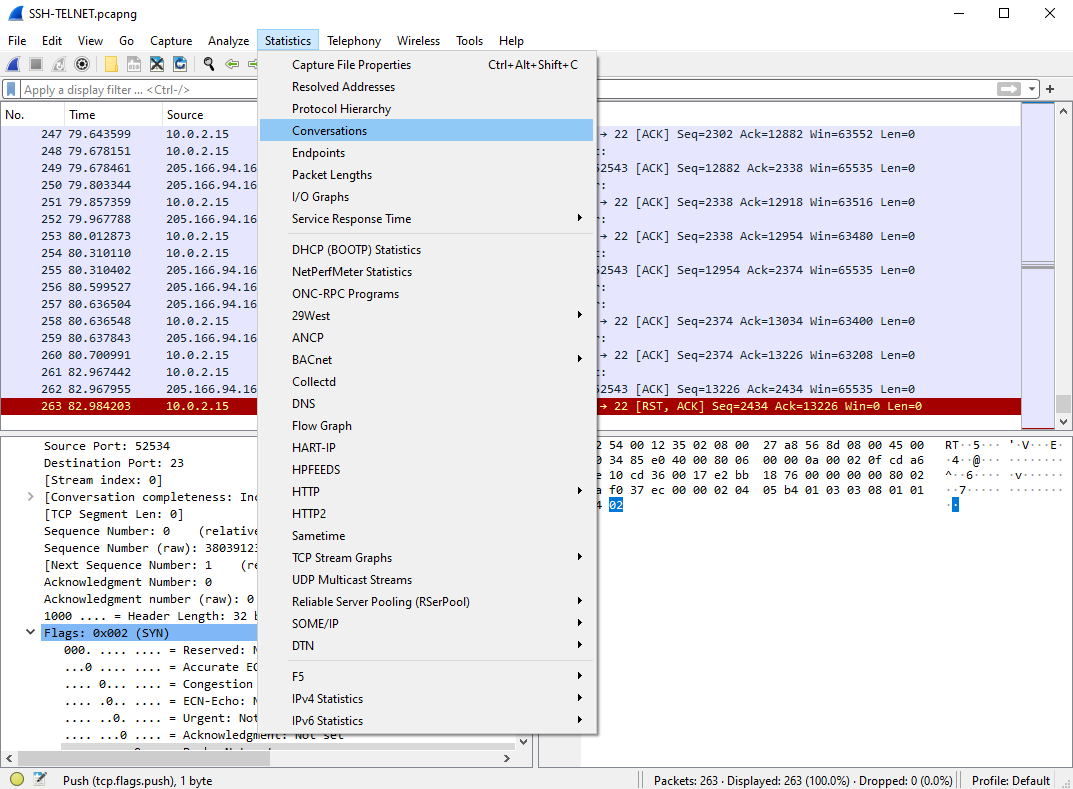 SSH-TELNET.pcapng
File Edit View Go Capture Analyze Statistics Telephony Wireless Tools Help
Apply a display filter ... <Ctrl-/>
Capture File Properties Ctrl+Alt+Shift+C
Resolved Addresses
Protocol Hierarchy
Conversations
Endpoints
Packet Lengths
I/O Graphs
Service Response Time
DHCP (BOOTP) Statistics
NetPerfMeter Statistics
ONC-RPC Programs
29West
ANCP
BACnet
Collectd
DNS
Flow Graph
HART-IP
HPFEEDS
HTTP
HTTP2
Sametime
TCP Stream Graphs
UDP Multicast Streams
Reliable Server Pooling (RSerPool)
SOME/IP
DTN
F5
IPv4 Statistics
IPv6 Statistics
No. Time Source
247 79.643599 10.0.2.15 → 22 [ACK] Seq=2302 Ack=12882 Win=63552 Len=0
248 79.678151 10.0.2.15 :
249 79.678461 205.166.94.16 52543 [ACK] Seq=12882 Ack=2338 Win=65535 Len=0
250 79.803344 205.166.94.16 :
251 79.857359 10.0.2.15 → 22 [ACK] Seq=2338 Ack=12918 Win=63516 Len=0
252 79.967788 205.166.94.16 :
253 80.012873 10.0.2.15 → 22 [ACK] Seq=2338 Ack=12954 Win=63480 Len=0
254 80.310110 10.0.2.15 :
255 80.310402 205.166.94.16 52543 [ACK] Seq=12954 Ack=2374 Win=65535 Len=0
256 80.599527 205.166.94.16 :
257 80.636504 205.166.94.16 :
258 80.636548 10.0.2.15 → 22 [ACK] Seq=2374 Ack=13034 Win=63400 Len=0
259 80.637843 205.166.94.16 :
260 80.700991 10.0.2.15 → 22 [ACK] Seq=2374 Ack=13226 Win=63208 Len=0
261 82.967442 10.0.2.15 :
262 82.967955 205.166.94.16 52543 [ACK] Seq=13226 Ack=2434 Win=65535 Len=0
263 82.984203 10.0.2.15 → 22 [RST, ACK] Seq=2434 Ack=13226 Win=0 Len=0
Source Port: 52534
Destination Port: 23
[Stream index: 0]
[Conversation completeness: Inc
[TCP Segment Len: 0]
Sequence Number: 0 (relative
Sequence Number (raw): 38039123
[Next Sequence Number: 1 (re
Acknowledgment Number: 0
Acknowledgment number (raw): 0
1000 .... = Header Length: 32 b
Flags: 0x002 (SYN)
000. .... .... = Reserved: N
...0 .... .... = Accurate EC
.... 0... .... = Congestion
.... .0.. .... = ECN-Echo: N
.... ..0. .... = Urgent: Not
.... ...0 .... = Acknowledgment: Not set
2 54 00 12 35 02 08 00 27 a8 56 8d 08 00 45 00 RT··5··· '·V···E·
0 34 85 e0 40 00 80 06 00 00 0a 00 02 0f cd a6 ·4··@··· ········
e 10 cd 36 00 17 e2 bb 18 76 00 00 00 00 80 02 ^··6···· ·v······
a f0 37 ec 00 00 02 04 05 b4 01 03 03 08 01 01 ··7····· ········
4 02 ··
Push (tcp.flags.push), 1 byte
Packets: 263 · Displayed: 263 (100.0%) · Dropped: 0 (0.0%)
Profile: Default